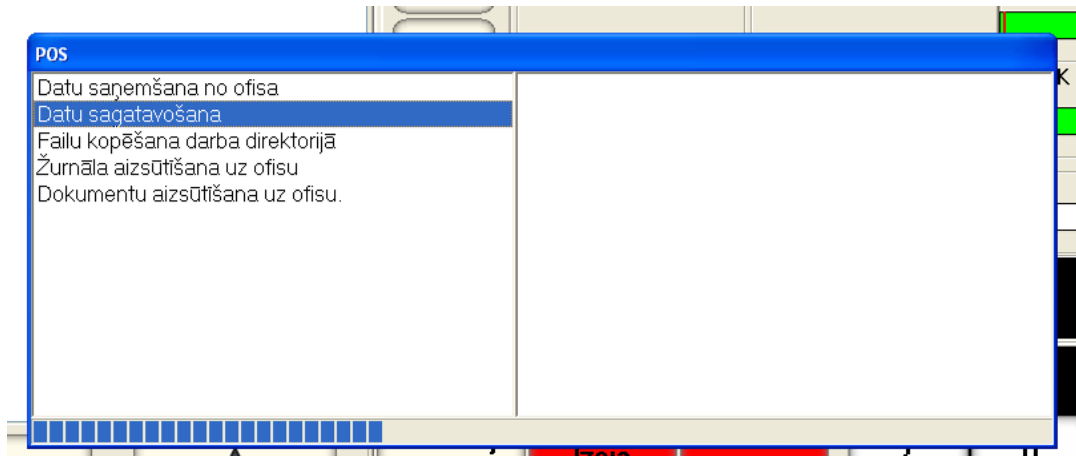 POS
Datu saņemšana no ofisa
Datu sagatavošana
Failu kopēšana darba direktorijā
Žurnāla aizsūtīšana uz ofisu
Dokumentu aizsūtīšana uz ofisu.
K